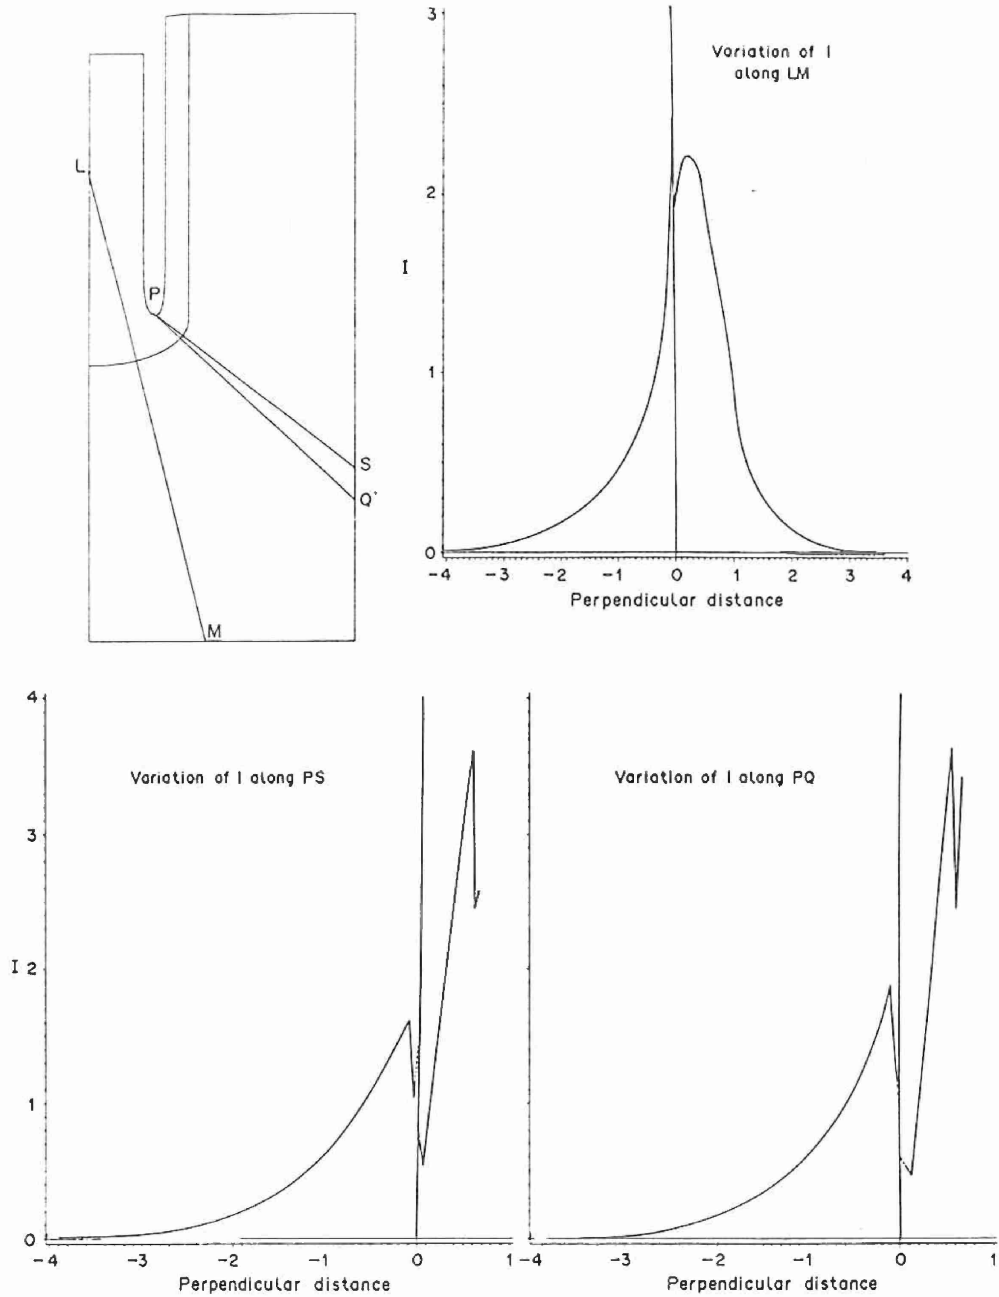 L
P
S
Q'
M
Variation of I
along LM
3
2
1
0
I
-4 -3 -2 -1 0 1 2 3 4
Perpendicular distance
Variation of I along PS
4
3
I 2
1
0
-4 -3 -2 -1 0 1
Perpendicular distance
Variation of I along PQ
-4 -3 -2 -1 0 1
Perpendicular distance